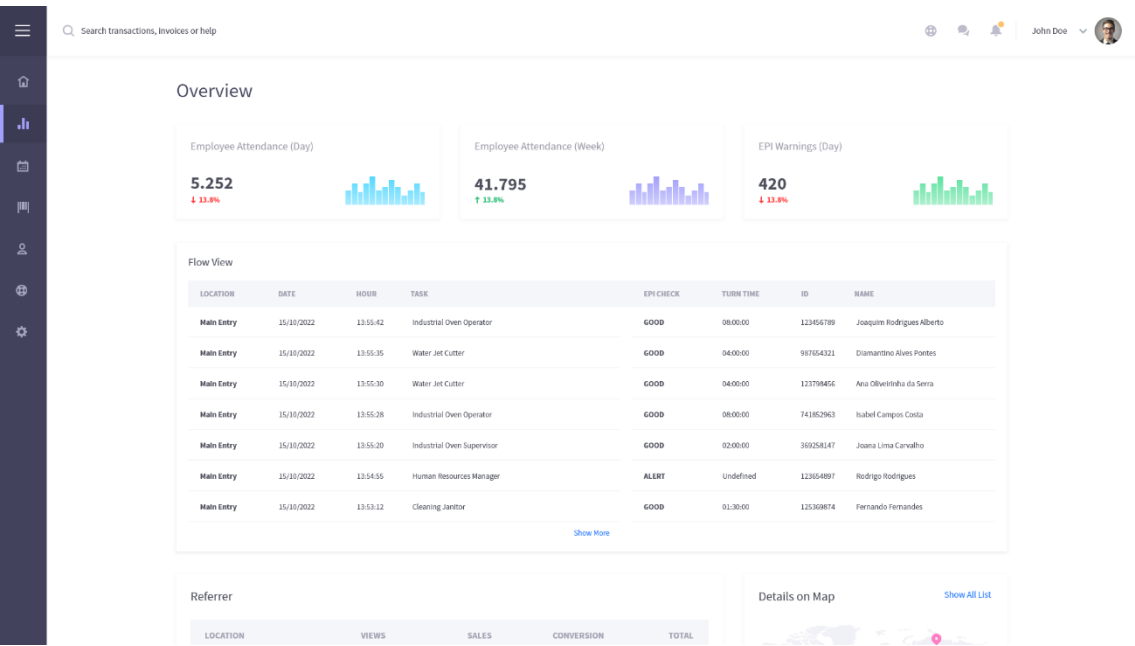 Search transactions, invoices or help
John Doe
Overview
Employee Attendance (Day)
5.252
↓ 13.8%
Employee Attendance (Week)
41.795
↑ 13.8%
EPI Warnings (Day)
420
↓ 13.8%
Flow View
LOCATION DATE HOUR TASK EPI CHECK TURN TIME ID NAME
Main Entry 15/10/2022 13:55:42 Industrial Oven Operator GOOD 08:00:00 123456789 Joaquim Rodrigues Alberto
Main Entry 15/10/2022 13:55:35 Water Jet Cutter GOOD 04:00:00 987654321 Diamantino Alves Pontes
Main Entry 15/10/2022 13:55:30 Water Jet Cutter GOOD 04:00:00 123798456 Ana Oliveirinha da Serra
Main Entry 15/10/2022 13:55:28 Industrial Oven Operator GOOD 08:00:00 741852963 Isabel Campos Costa
Main Entry 15/10/2022 13:55:20 Industrial Oven Supervisor GOOD 02:00:00 369258147 Joana Lima Carvalho
Main Entry 15/10/2022 13:54:55 Human Resources Manager ALERT Undefined 123654897 Rodrigo Rodrigues
Main Entry 15/10/2022 13:53:12 Cleaning Janitor GOOD 01:30:00 125369874 Fernando Fernandes
Show More
Referrer
LOCATION VIEWS SALES CONVERSION TOTAL
Details on Map
Show All List